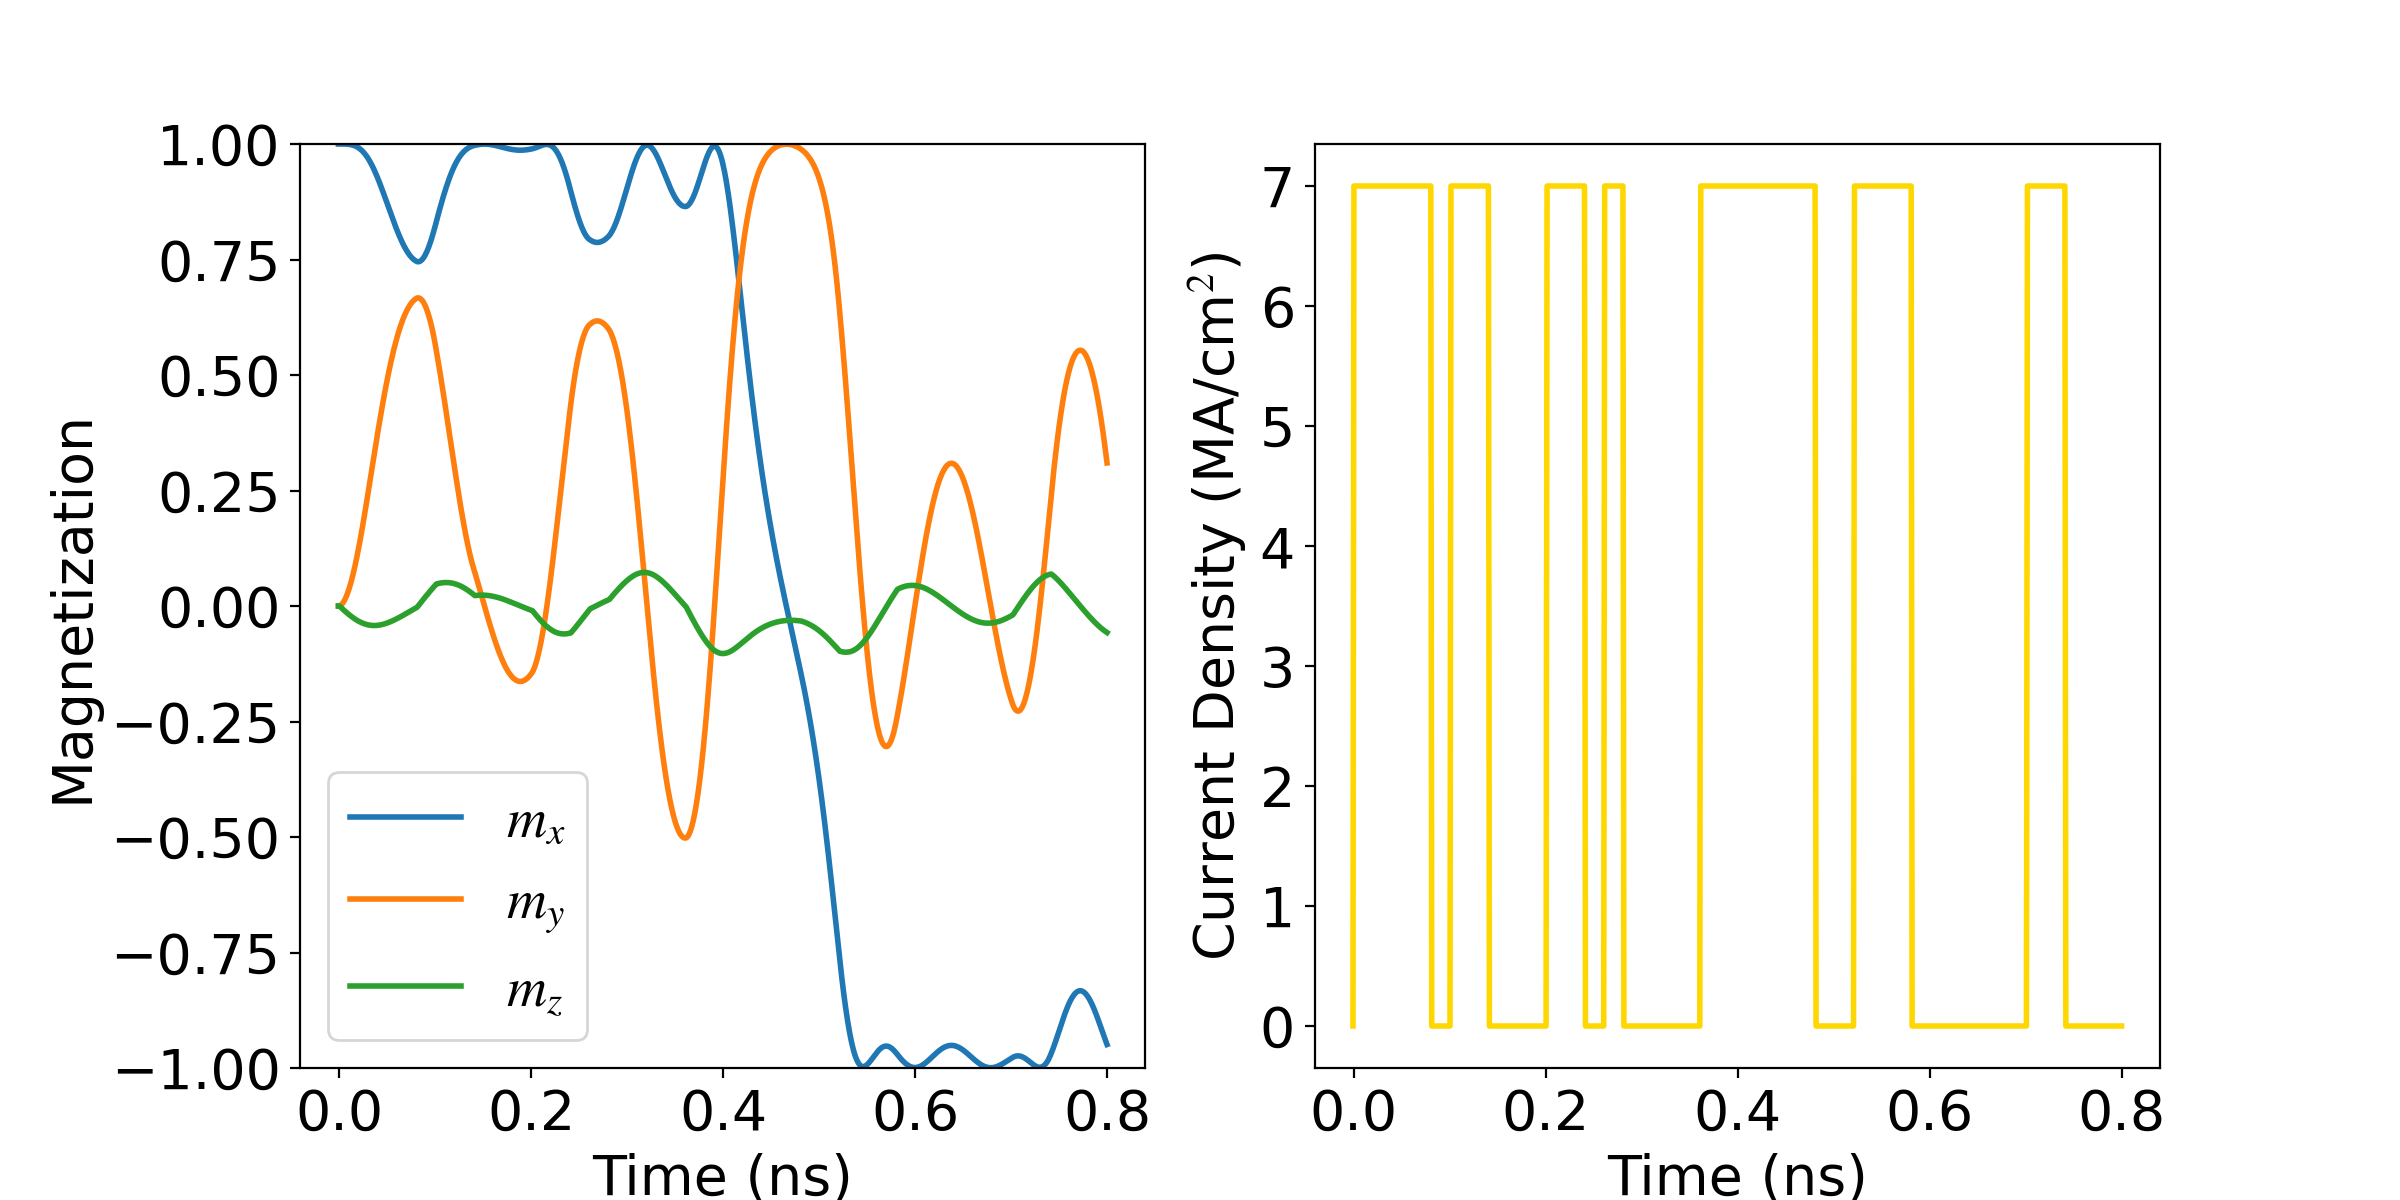 1.00
0.75
0.50
0.25
0.00
−0.25
−0.50
−0.75
−1.00
Magnetization
m_x
m_y
m_z
0.0 0.2 0.4 0.6 0.8
Time (ns)
7
6
5
4
3
2
1
0
Current Density (MA/cm²)
0.0 0.2 0.4 0.6 0.8
Time (ns)